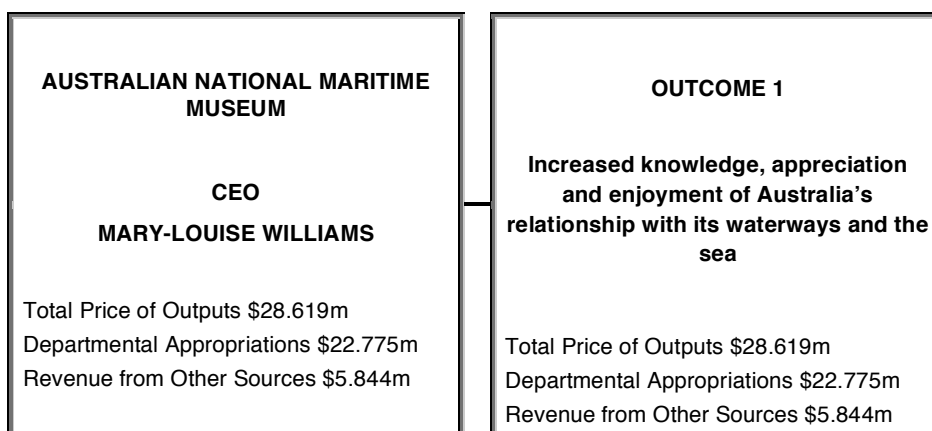 AUSTRALIAN NATIONAL MARITIME
MUSEUM
CEO
MARY-LOUISE WILLIAMS
Total Price of Outputs $28.619m
Departmental Appropriations $22.775m
Revenue from Other Sources $5.844m
OUTCOME 1
Increased knowledge, appreciation
and enjoyment of Australia’s
relationship with its waterways and the
sea
Total Price of Outputs $28.619m
Departmental Appropriations $22.775m
Revenue from Other Sources $5.844m